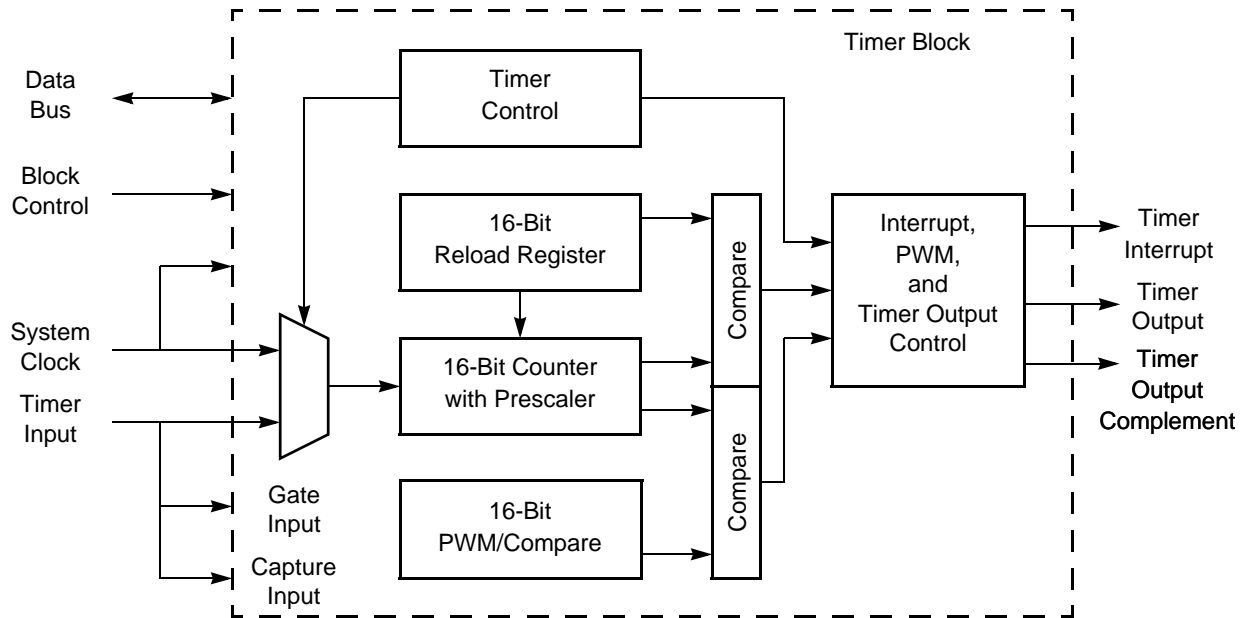 Timer Block
Data
Bus
Timer
Control
Block
Control
16-Bit
Reload Register
Compare
Interrupt,
PWM,
and
Timer Output
Control
Timer
Interrupt
Timer
Output
Timer
Output
Complement
System
Clock
16-Bit Counter
with Prescaler
Timer
Input
Compare
Gate
Input
16-Bit
PWM/Compare
Capture
Input